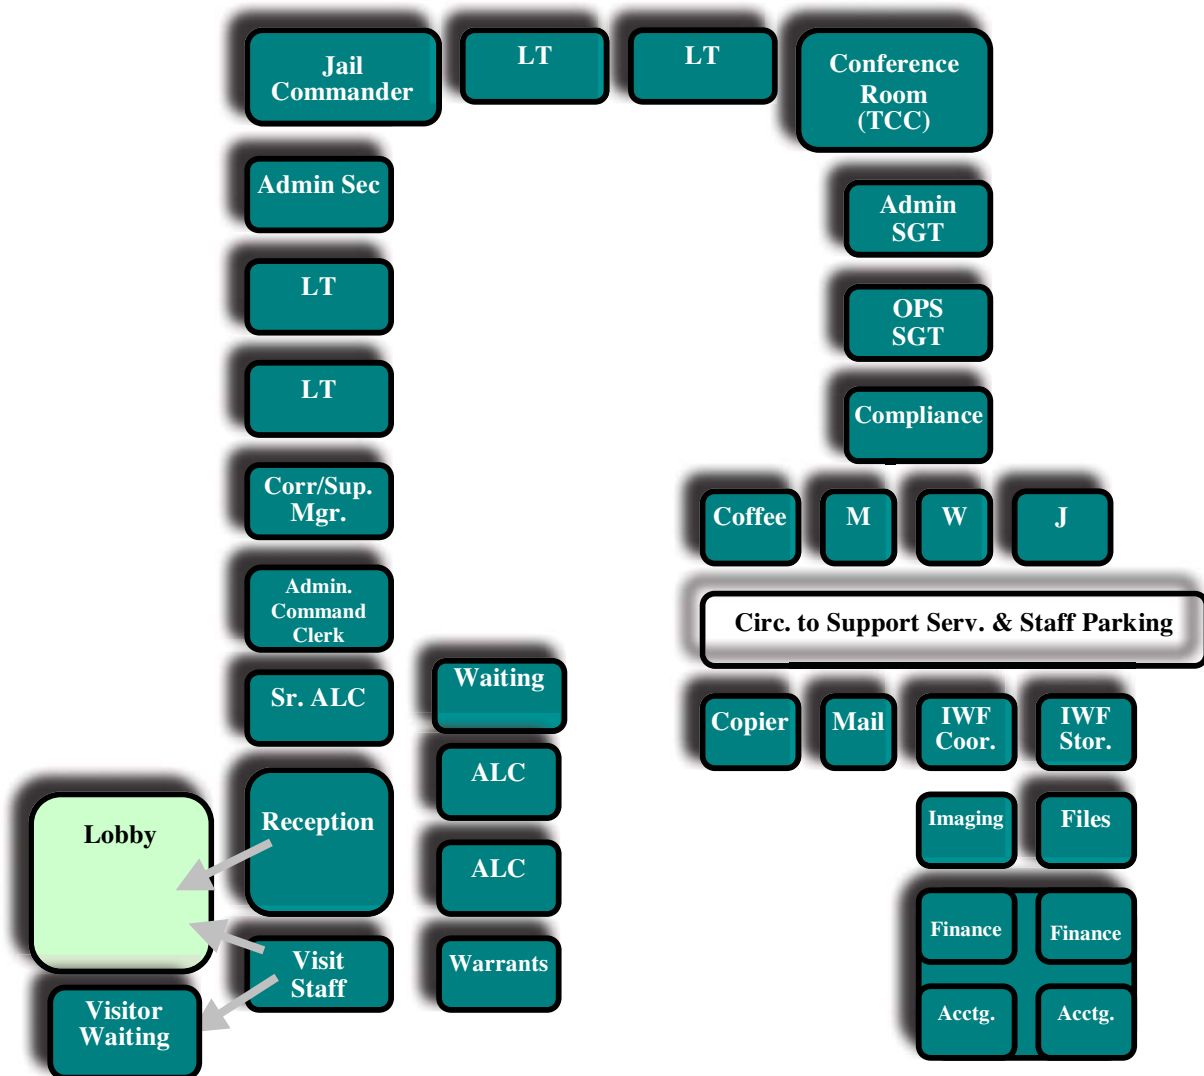 Jail
Commander
LT
LT
Conference
Room
(TCC)
Admin Sec
Admin
SGT
LT
OPS
SGT
LT
Compliance
Corr/Sup.
Mgr.
Coffee
M
W
J
Admin.
Command
Clerk
Circ. to Support Serv. & Staff Parking
Sr. ALC
Waiting
Copier
Mail
IWF
Coor.
IWF
Stor.
ALC
Lobby
Reception
Imaging
Files
ALC
Finance
Finance
Visit
Staff
Warrants
Visitor
Waiting
Acctg.
Acctg.